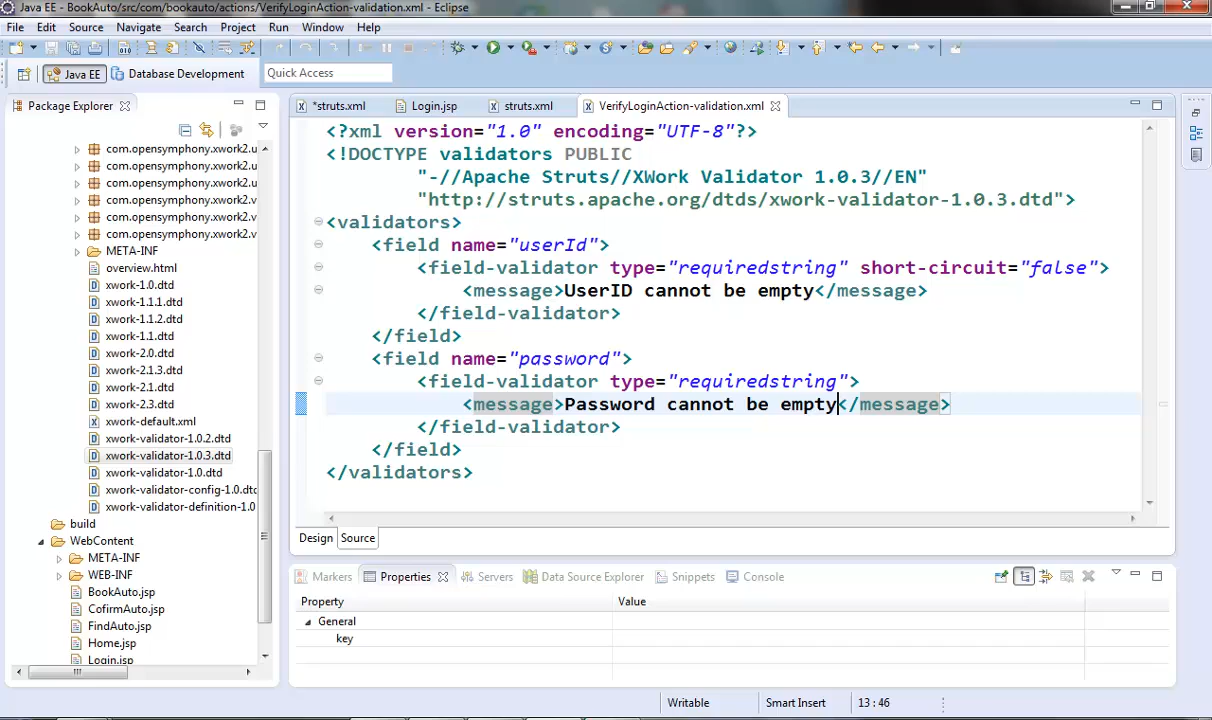 Java EE - BookAuto/src/com/bookauto/actions/VerifyLoginAction-validation.xml - Eclipse
File Edit Source Navigate Search Project Run Window Help
Java EE Database Development Quick Access
Package Explorer
com.opensymphony.xwork2.u
com.opensymphony.xwork2.u
com.opensymphony.xwork2.v
com.opensymphony.xwork2.v
com.opensymphony.xwork2.v
com.opensymphony.xwork2.v
META-INF
overview.html
xwork-1.0.dtd
xwork-1.1.1.dtd
xwork-1.1.2.dtd
xwork-1.1.dtd
xwork-2.0.dtd
xwork-2.1.3.dtd
xwork-2.1.dtd
xwork-2.3.dtd
xwork-default.xml
xwork-validator-1.0.2.dtd
xwork-validator-1.0.3.dtd
xwork-validator-1.0.dtd
xwork-validator-config-1.0.dtd
xwork-validator-definition-1.0
build
WebContent
META-INF
WEB-INF
BookAuto.jsp
CofirmAuto.jsp
FindAuto.jsp
Home.jsp
Login.jsp
*struts.xml Login.jsp struts.xml VerifyLoginAction-validation.xml
<?xml version="1.0" encoding="UTF-8"?>
<!DOCTYPE validators PUBLIC
"-//Apache Struts//XWork Validator 1.0.3//EN"
"http://struts.apache.org/dtds/xwork-validator-1.0.3.dtd">
<validators>
<field name="userId">
<field-validator type="requiredstring" short-circuit="false">
<message>UserID cannot be empty</message>
</field-validator>
</field>
<field name="password">
<field-validator type="requiredstring">
<message>Password cannot be empty</message>
</field-validator>
</field>
</validators>
Design Source
Markers Properties Servers Data Source Explorer Snippets Console
Property Value
General
key
Writable Smart Insert 13 : 46